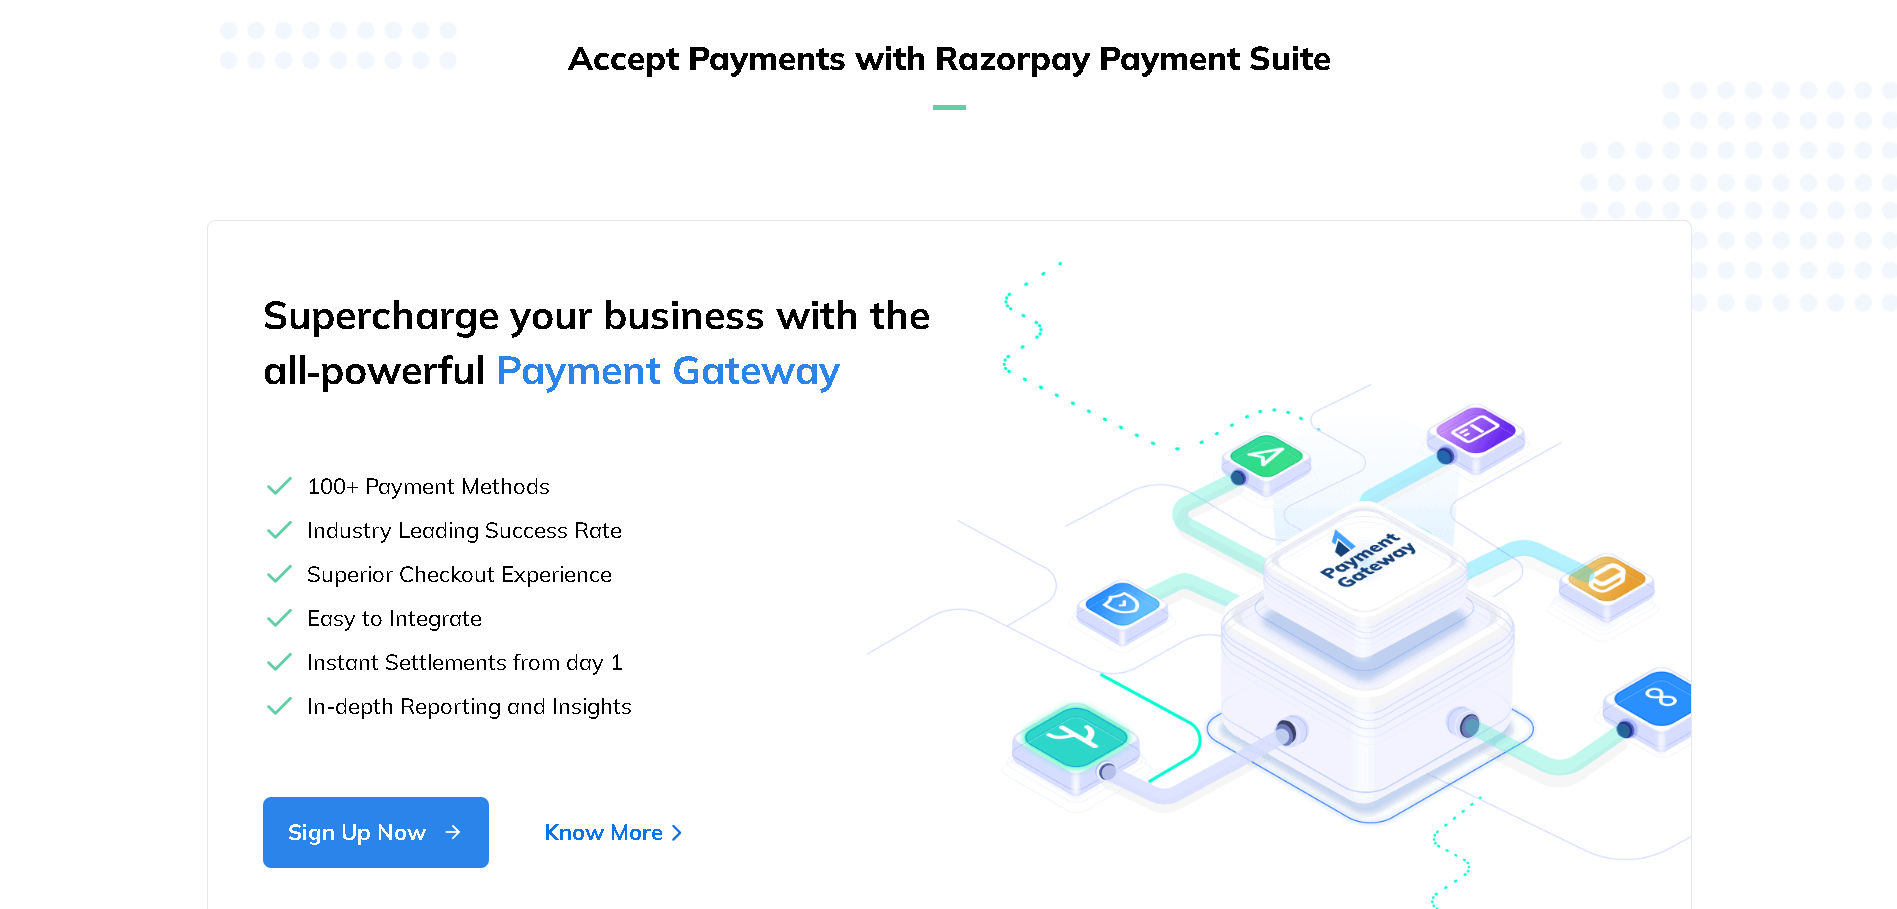 Accept Payments with Razorpay Payment Suite
Supercharge your business with the
all-powerful Payment Gateway
100+ Payment Methods
Industry Leading Success Rate
Superior Checkout Experience
Easy to Integrate
Instant Settlements from day 1
In-depth Reporting and Insights
Sign Up Now
Know More
Payment
Gateway